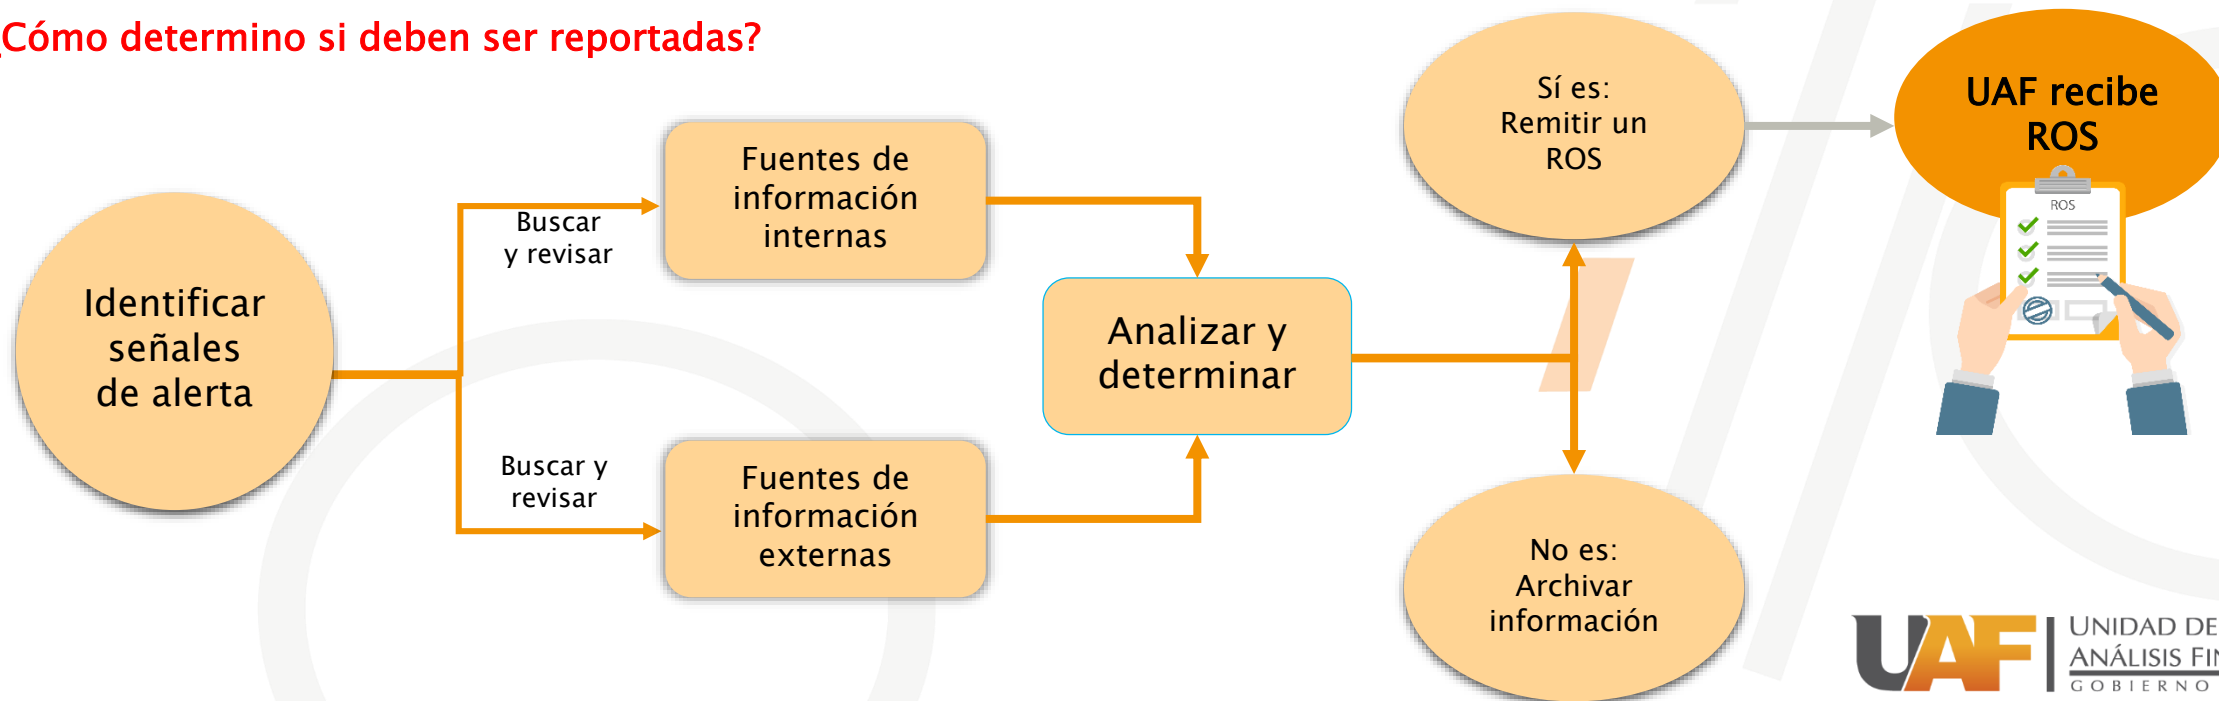 ¿Cómo determino si deben ser reportadas?
Identificar
señales
de alerta
Buscar
y revisar
Buscar y
revisar
Fuentes de
información
internas
Fuentes de
información
externas
Analizar y
determinar
Sí es:
Remitir un
ROS
No es:
Archivar
información
UAF recibe
ROS
ROS
UAF
UNIDAD DE
ANÁLISIS FIN
GOBIERNO